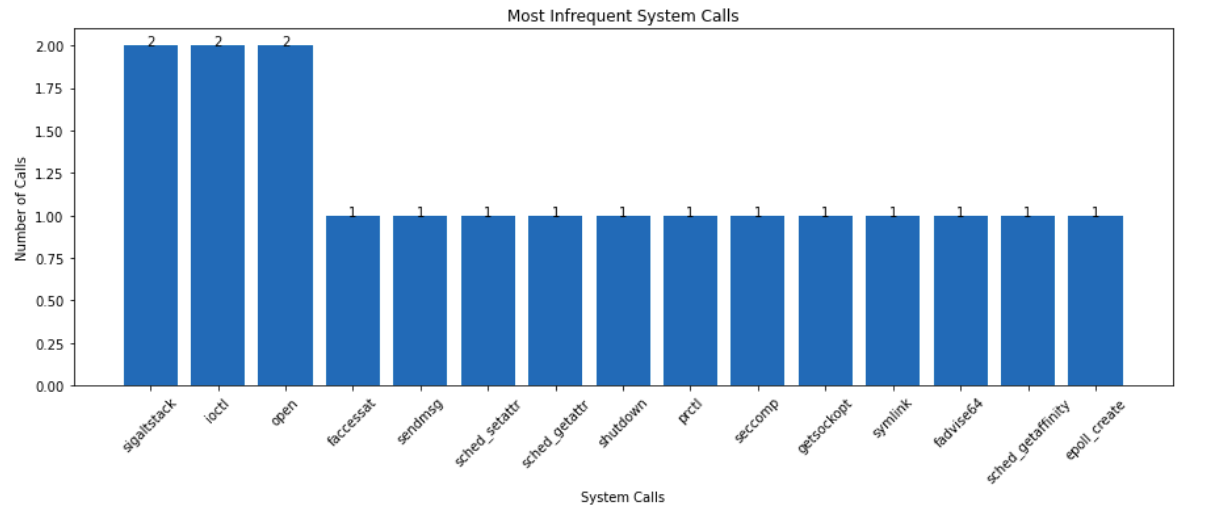 Most Infrequent System Calls
Number of Calls
2.00
1.75
1.50
1.25
1.00
0.75
0.50
0.25
0.00
2 2 2 1 1 1 1 1 1 1 1 1 1 1 1
sigaltstack ioctl open faccessat sendmsg sched_setattr sched_getattr shutdown prctl seccomp getsockopt symlink fadvise64 sched_getaffinity epoll_create
System Calls